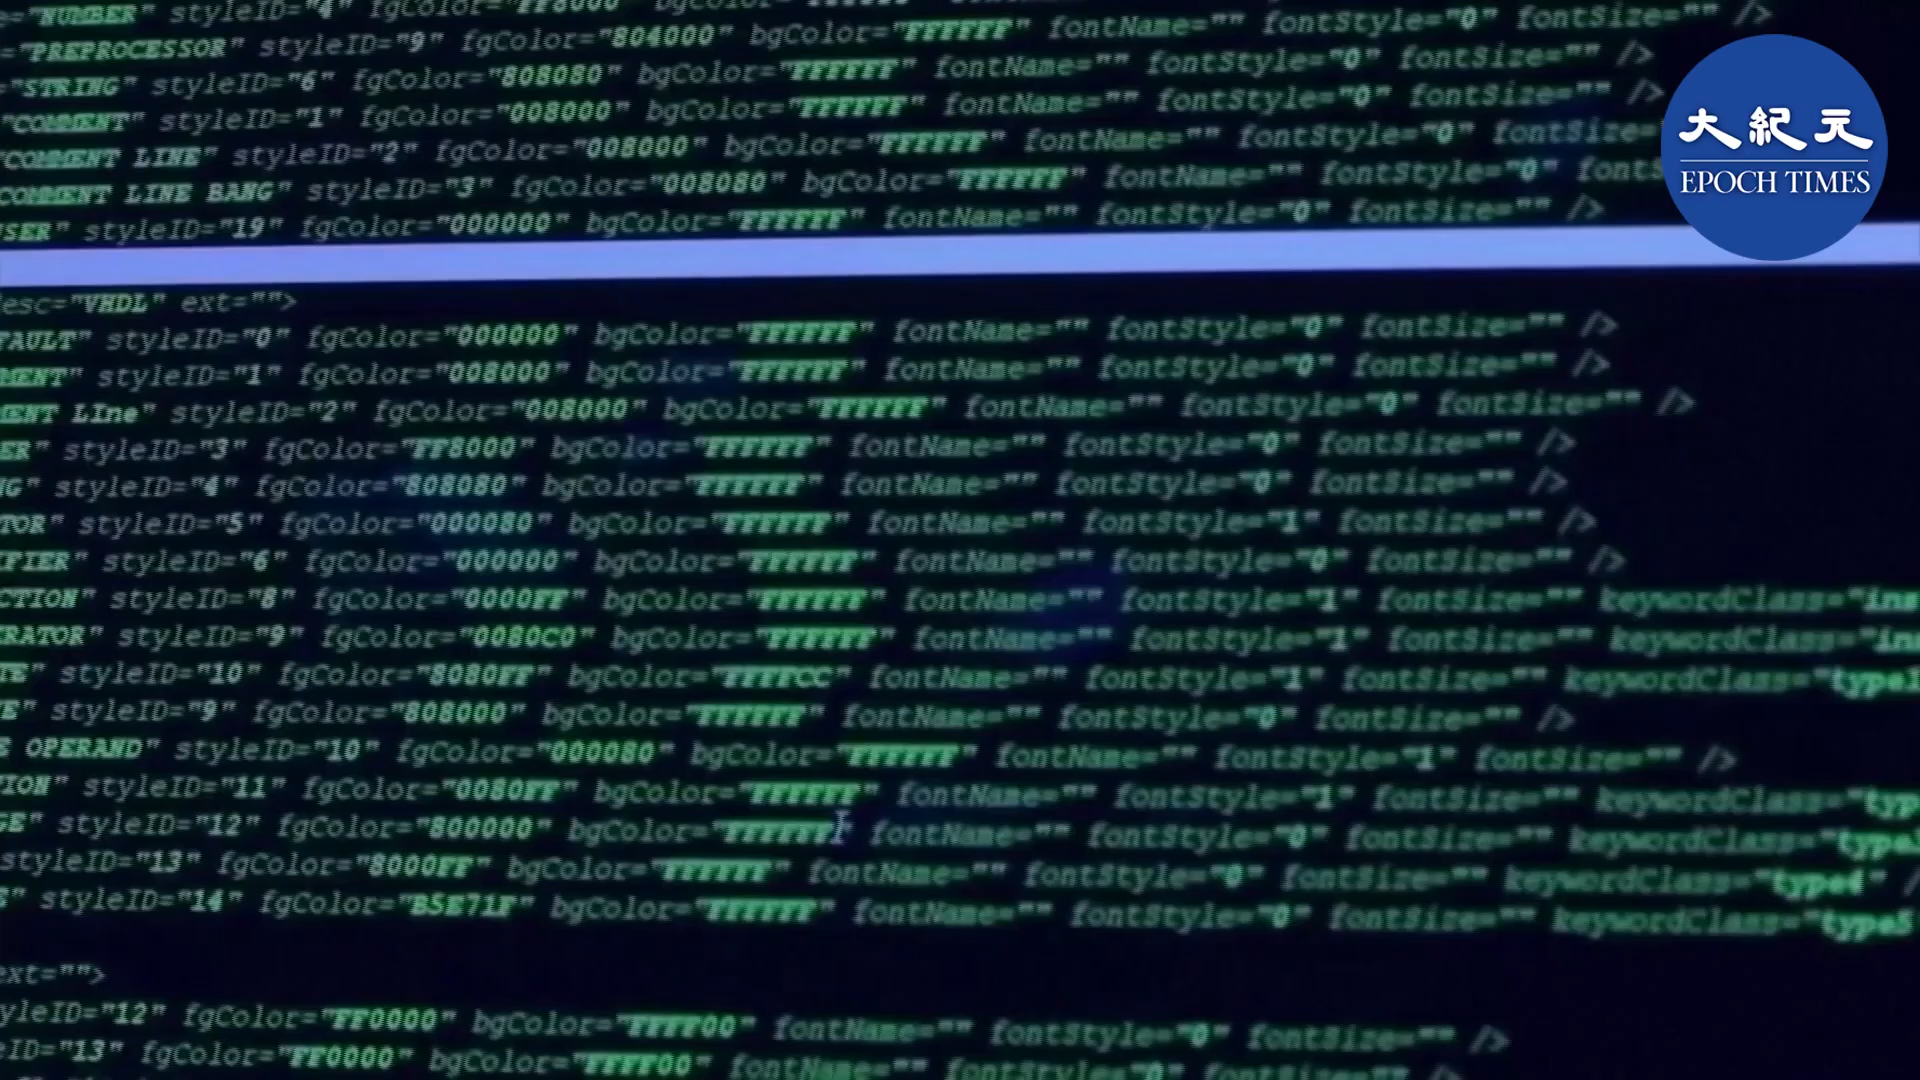 ="NUMBER" styleID="4" fgColor="FF8000"
="PREPROCESSOR" styleID="9" fgColor="804000" bgColor="FFFFFF" fontName="" fontStyle="0" fontSize="" />
="STRING" styleID="6" fgColor="808080" bgColor="FFFFFF" fontName="" fontStyle="0" fontSize="" />
"COMMENT" styleID="1" fgColor="008000" bgColor="FFFFFF" fontName="" fontStyle="0" fontSize="" />
"COMMENT LINE" styleID="2" fgColor="008000" bgColor="FFFFFF" fontName="" fontStyle="0" fontSize=
COMMENT LINE BANG" styleID="3" fgColor="008080" bgColor="FFFFFF" fontName="" fontStyle="0" fontS
USER" styleID="19" fgColor="000000" bgColor="FFFFFF" fontName="" fontStyle="0" fontSize="" />
大紀元
EPOCH TIMES
esc="VHDL" ext="">
FAULT" styleID="0" fgColor="000000" bgColor="FFFFFF" fontName="" fontStyle="0" fontSize="" />
MENT" styleID="1" fgColor="008000" bgColor="FFFFFF" fontName="" fontStyle="0" fontSize="" />
ENT LIne" styleID="2" fgColor="008000" bgColor="FFFFFF" fontName="" fontStyle="0" fontSize="" />
ER" styleID="3" fgColor="FF8000" bgColor="FFFFFF" fontName="" fontStyle="0" fontSize="" />
NG" styleID="4" fgColor="808080" bgColor="FFFFFF" fontName="" fontStyle="0" fontSize="" />
TOR" styleID="5" fgColor="000080" bgColor="FFFFFF" fontName="" fontStyle="1" fontSize="" />
IFIER" styleID="6" fgColor="000000" bgColor="FFFFFF" fontName="" fontStyle="0" fontSize="" />
CTION" styleID="8" fgColor="0000FF" bgColor="FFFFFF" fontName="" fontStyle="1" fontSize="" keywordClass="ins
ERATOR" styleID="9" fgColor="0080C0" bgColor="FFFFFF" fontName="" fontStyle="1" fontSize="" keywordClass="ins
TE" styleID="10" fgColor="8080FF" bgColor="FFFFCC" fontName="" fontStyle="1" fontSize="" keywordClass="type1
E" styleID="9" fgColor="808000" bgColor="FFFFFF" fontName="" fontStyle="0" fontSize="" />
E OPERAND" styleID="10" fgColor="000080" bgColor="FFFFFF" fontName="" fontStyle="1" fontSize="" />
ION" styleID="11" fgColor="0080FF" bgColor="FFFFFF" fontName="" fontStyle="1" fontSize="" keywordClass="typ
GE" styleID="12" fgColor="800000" bgColor="FFFFFF" fontName="" fontStyle="0" fontSize="" keywordClass="type
styleID="13" fgColor="8000FF" bgColor="FFFFFF" fontName="" fontStyle="0" fontSize="" keywordClass="type4" /
E" styleID="14" fgColor="B5E71F" bgColor="FFFFFF" fontName="" fontStyle="0" fontSize="" keywordClass="type5
ext="">
yleID="12" fgColor="FF0000" bgColor="FFFF00" fontName="" fontStyle="0" fontSize="" />
eID="13" fgColor="FF0000" bgColor="FFFF00" fontName="" fontStyle="0" fontSize="" />